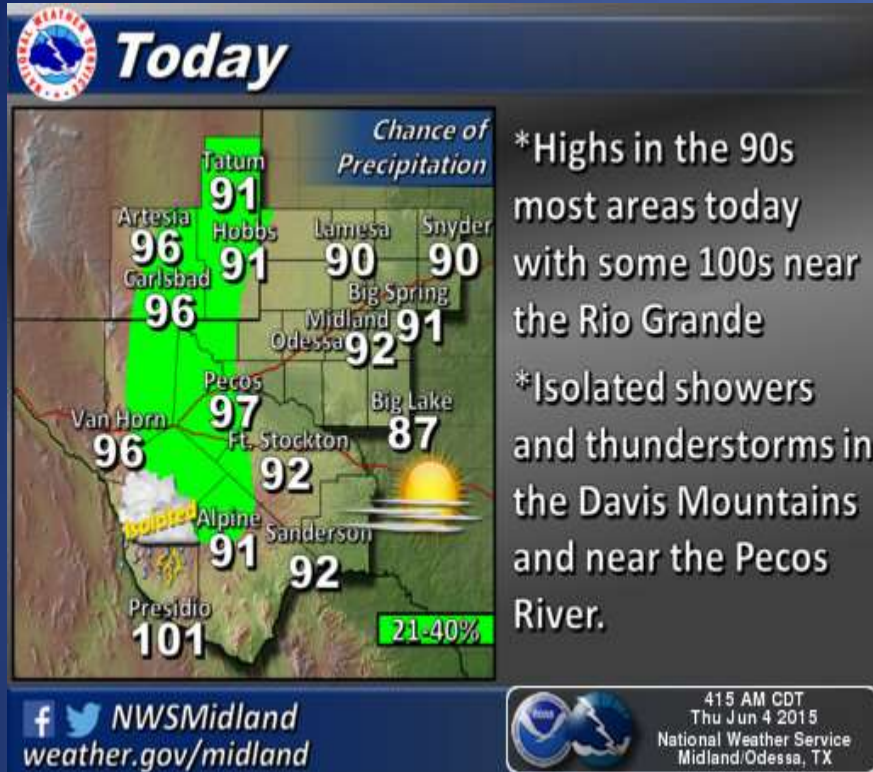 NATIONAL WEATHER SERVICE
Today
Chance of
Precipitation
Tatum
91
Artesia
96
Hobbs
91
Lamesa
90
Snyder
90
Carlsbad
96
Big Spring
91
Midland
Odessa
92
Pecos
97
Big Lake
87
Van Horn
96
Ft. Stockton
92
Isolated
Alpine
91
Sanderson
92
Presidio
101
21-40%
*Highs in the 90s
most areas today
with some 100s near
the Rio Grande
*Isolated showers
and thunderstorms in
the Davis Mountains
and near the Pecos
River.
NWSMidland
weather.gov/midland
415 AM CDT
Thu Jun 4 2015
National Weather Service
Midland/Odessa, TX